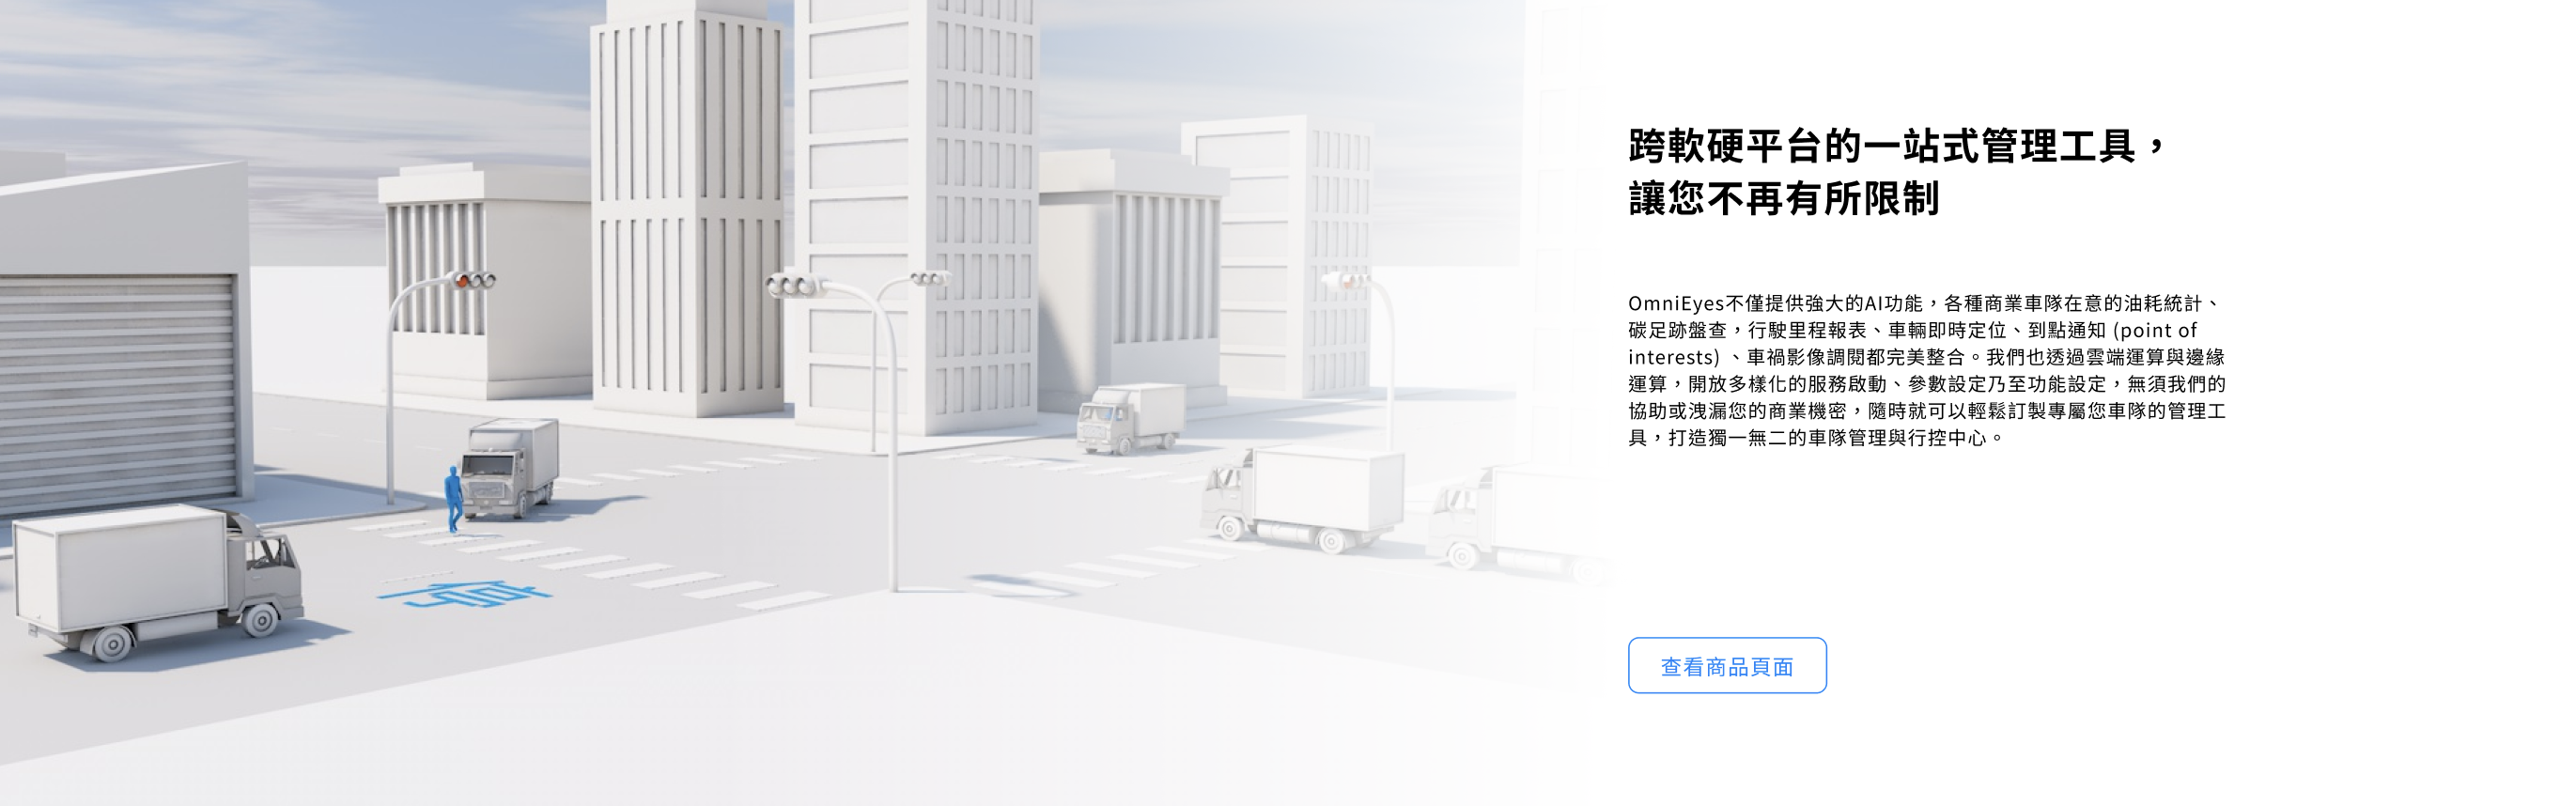 跨軟硬平台的一站式管理工具，
讓您不再有所限制
OmniEyes不僅提供強大的AI功能，各種商業車隊在意的油耗統計、
碳足跡盤查，行駛里程報表、車輛即時定位、到點通知 (point of
interests) 、車禍影像調閱都完美整合。我們也透過雲端運算與邊緣
運算，開放多樣化的服務啟動、參數設定乃至功能設定，無須我們的
協助或洩漏您的商業機密，隨時就可以輕鬆訂製專屬您車隊的管理工
具，打造獨一無二的車隊管理與行控中心。
查看商品頁面